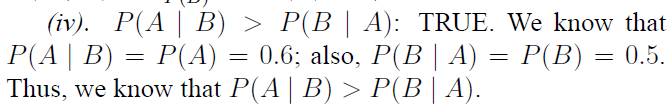 (iv). P(A | B) > P(B | A): TRUE. We know that
P(A | B) = P(A) = 0.6; also, P(B | A) = P(B) = 0.5.
Thus, we know that P(A | B) > P(B | A).